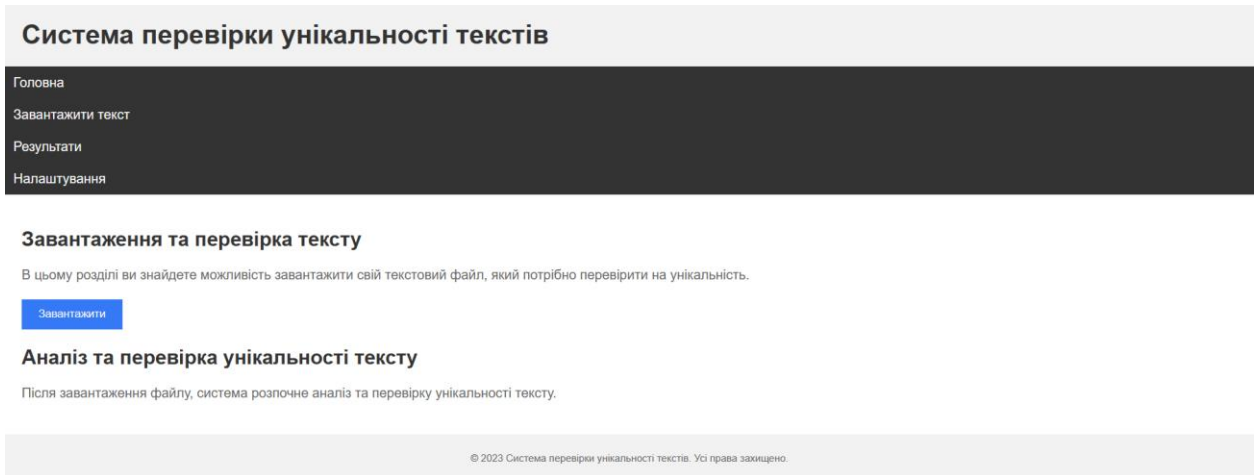 Система перевірки унікальності текстів
Головна
Завантажити текст
Результати
Налаштування
Завантаження та перевірка тексту
В цьому розділі ви знайдете можливість завантажити свій текстовий файл, який потрібно перевірити на унікальність.
Завантажити
Аналіз та перевірка унікальності тексту
Після завантаження файлу, система розпочне аналіз та перевірку унікальності тексту.
© 2023 Система перевірки унікальності текстів. Усі права захищено.